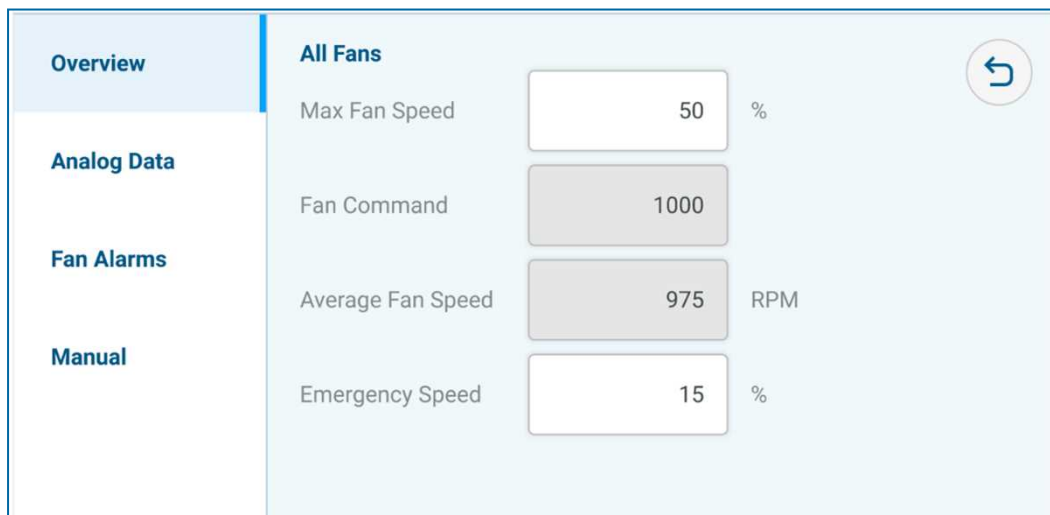 Overview
Analog Data
Fan Alarms
Manual
All Fans
Max Fan Speed 50 %
Fan Command 1000
Average Fan Speed 975 RPM
Emergency Speed 15 %